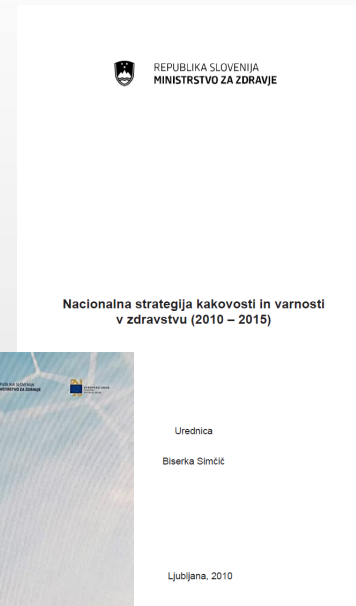 REPUBLIKA SLOVENIJA
MINISTRSTVO ZA ZDRAVJE
Nacionalna strategija kakovosti in varnosti
v zdravstvu (2010 – 2015)
Urednica
Biserka Simčič
Ljubljana, 2010